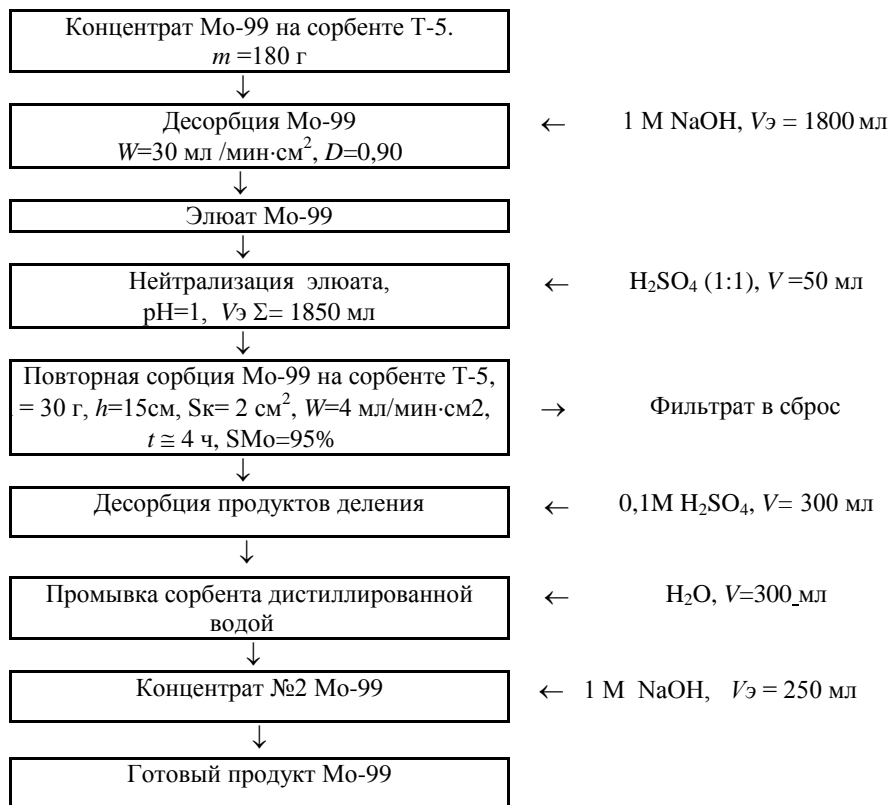 Концентрат Мо-99 на сорбенте Т-5.
m =180 г
↓
Десорбция Мо-99
W=30 мл /мин·см², D=0,90
← 1 М NaOH, Vэ = 1800 мл
↓
Элюат Мо-99
↓
Нейтрализация элюата,
pH=1, Vэ Σ= 1850 мл
← H₂SO₄ (1:1), V =50 мл
↓
Повторная сорбция Мо-99 на сорбенте Т-5,
= 30 г, h=15см, Sк= 2 см², W=4 мл/мин·см2,
t ≅ 4 ч, SMo=95%
→ Фильтрат в сброс
↓
Десорбция продуктов деления
← 0,1М H₂SO₄, V= 300 мл
↓
Промывка сорбента дистиллированной
водой
← H₂O, V=300 мл
↓
Концентрат №2 Мо-99
← 1 М NaOH, Vэ = 250 мл
↓
Готовый продукт Мо-99